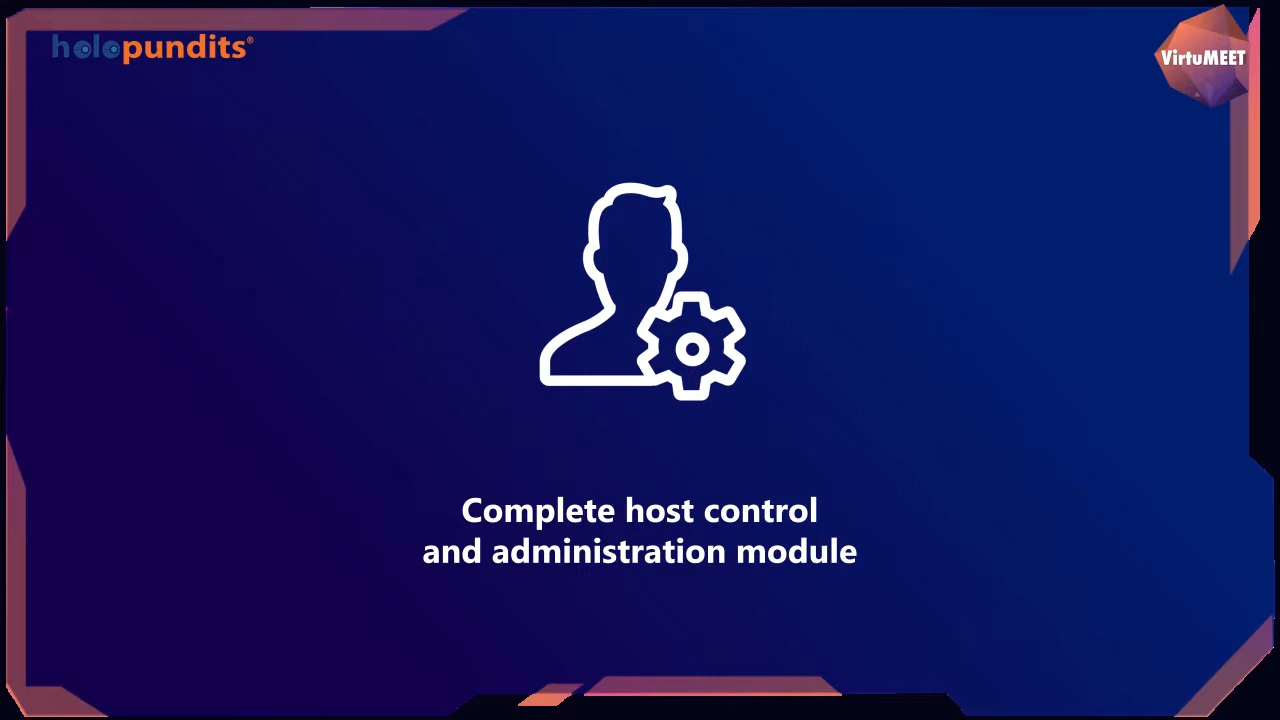 holopundits®
VirtuMEET
Complete host control
and administration module